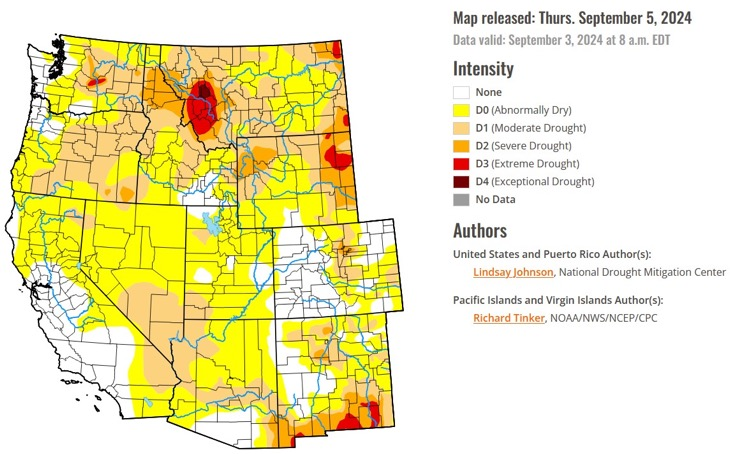 Map released: Thurs. September 5, 2024
Data valid: September 3, 2024 at 8 a.m. EDT
Intensity
None
D0 (Abnormally Dry)
D1 (Moderate Drought)
D2 (Severe Drought)
D3 (Extreme Drought)
D4 (Exceptional Drought)
No Data
Authors
United States and Puerto Rico Author(s):
Lindsay Johnson, National Drought Mitigation Center
Pacific Islands and Virgin Islands Author(s):
Richard Tinker, NOAA/NWS/NCEP/CPC